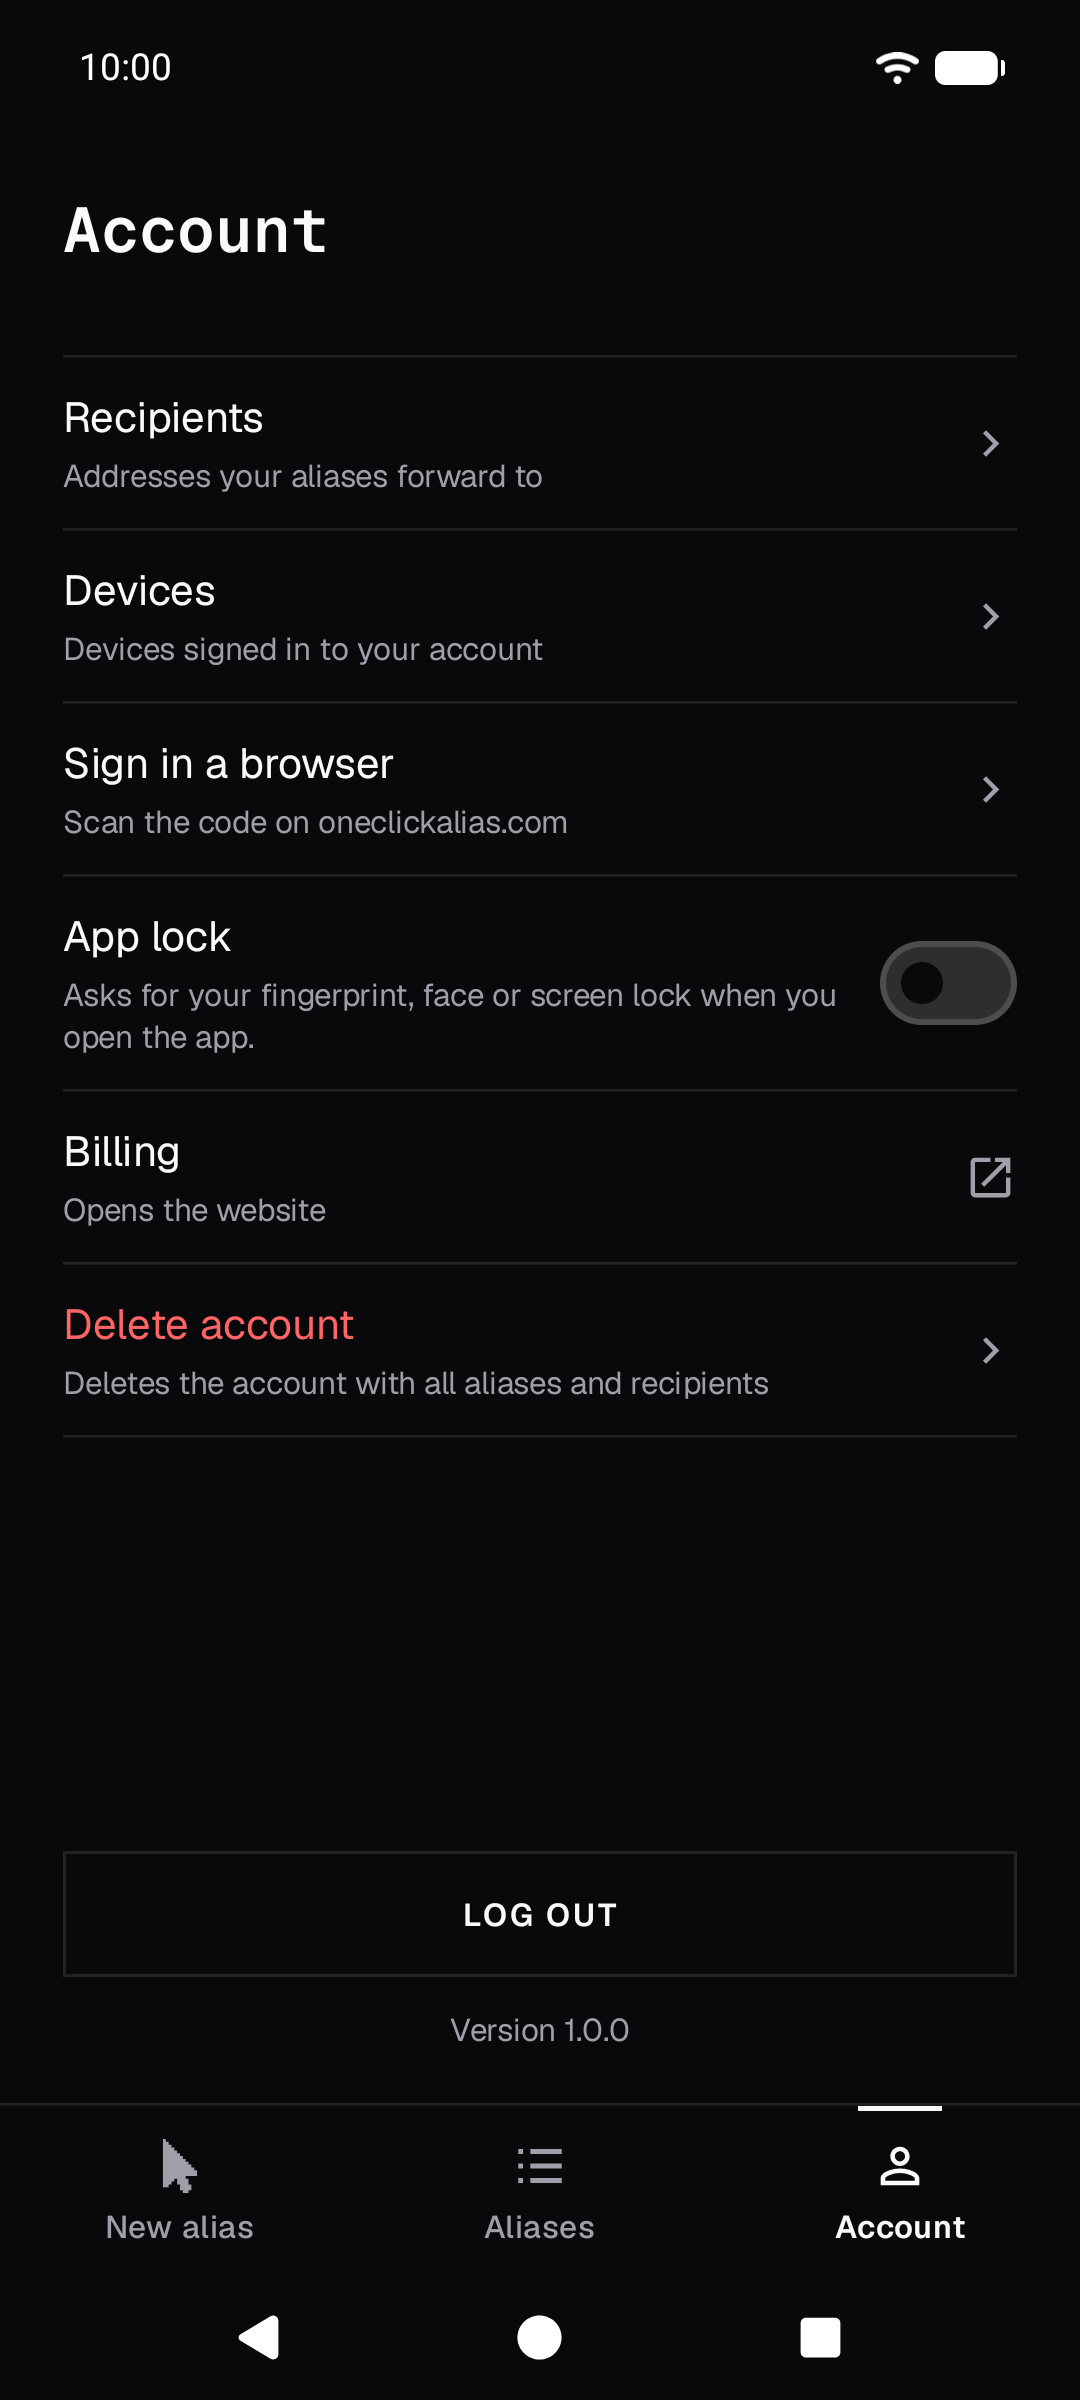 10:00
Account
Recipients
Addresses your aliases forward to
Devices
Devices signed in to your account
Sign in a browser
Scan the code on oneclickalias.com
App lock
Asks for your fingerprint, face or screen lock when you
open the app.
Billing
Opens the website
Delete account
Deletes the account with all aliases and recipients
LOG OUT
Version 1.0.0
New alias
Aliases
Account